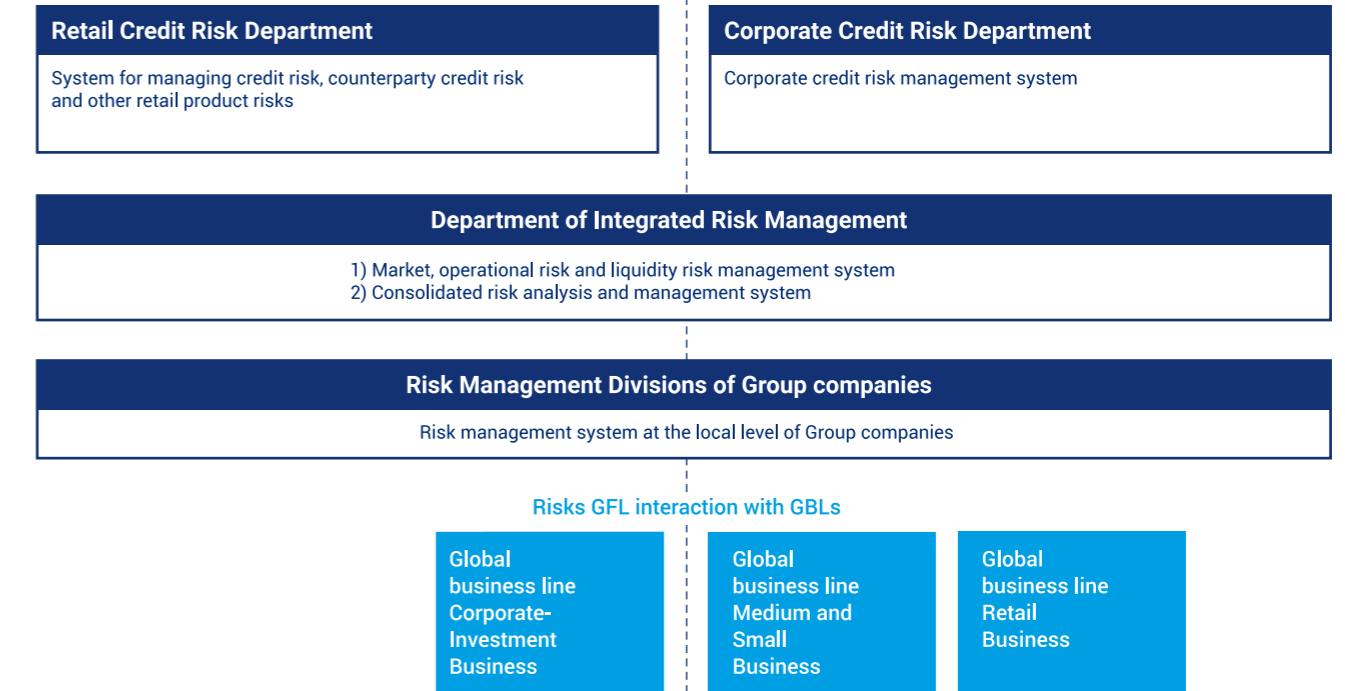 Retail Credit Risk Department
System for managing credit risk, counterparty credit risk
and other retail product risks
Corporate Credit Risk Department
Corporate credit risk management system
Department of Integrated Risk Management
1) Market, operational risk and liquidity risk management system
2) Consolidated risk analysis and management system
Risk Management Divisions of Group companies
Risk management system at the local level of Group companies
Risks GFL interaction with GBLs
Global
business line
Corporate-
Investment
Business
Global
business line
Medium and
Small
Business
Global
business line
Retail
Business